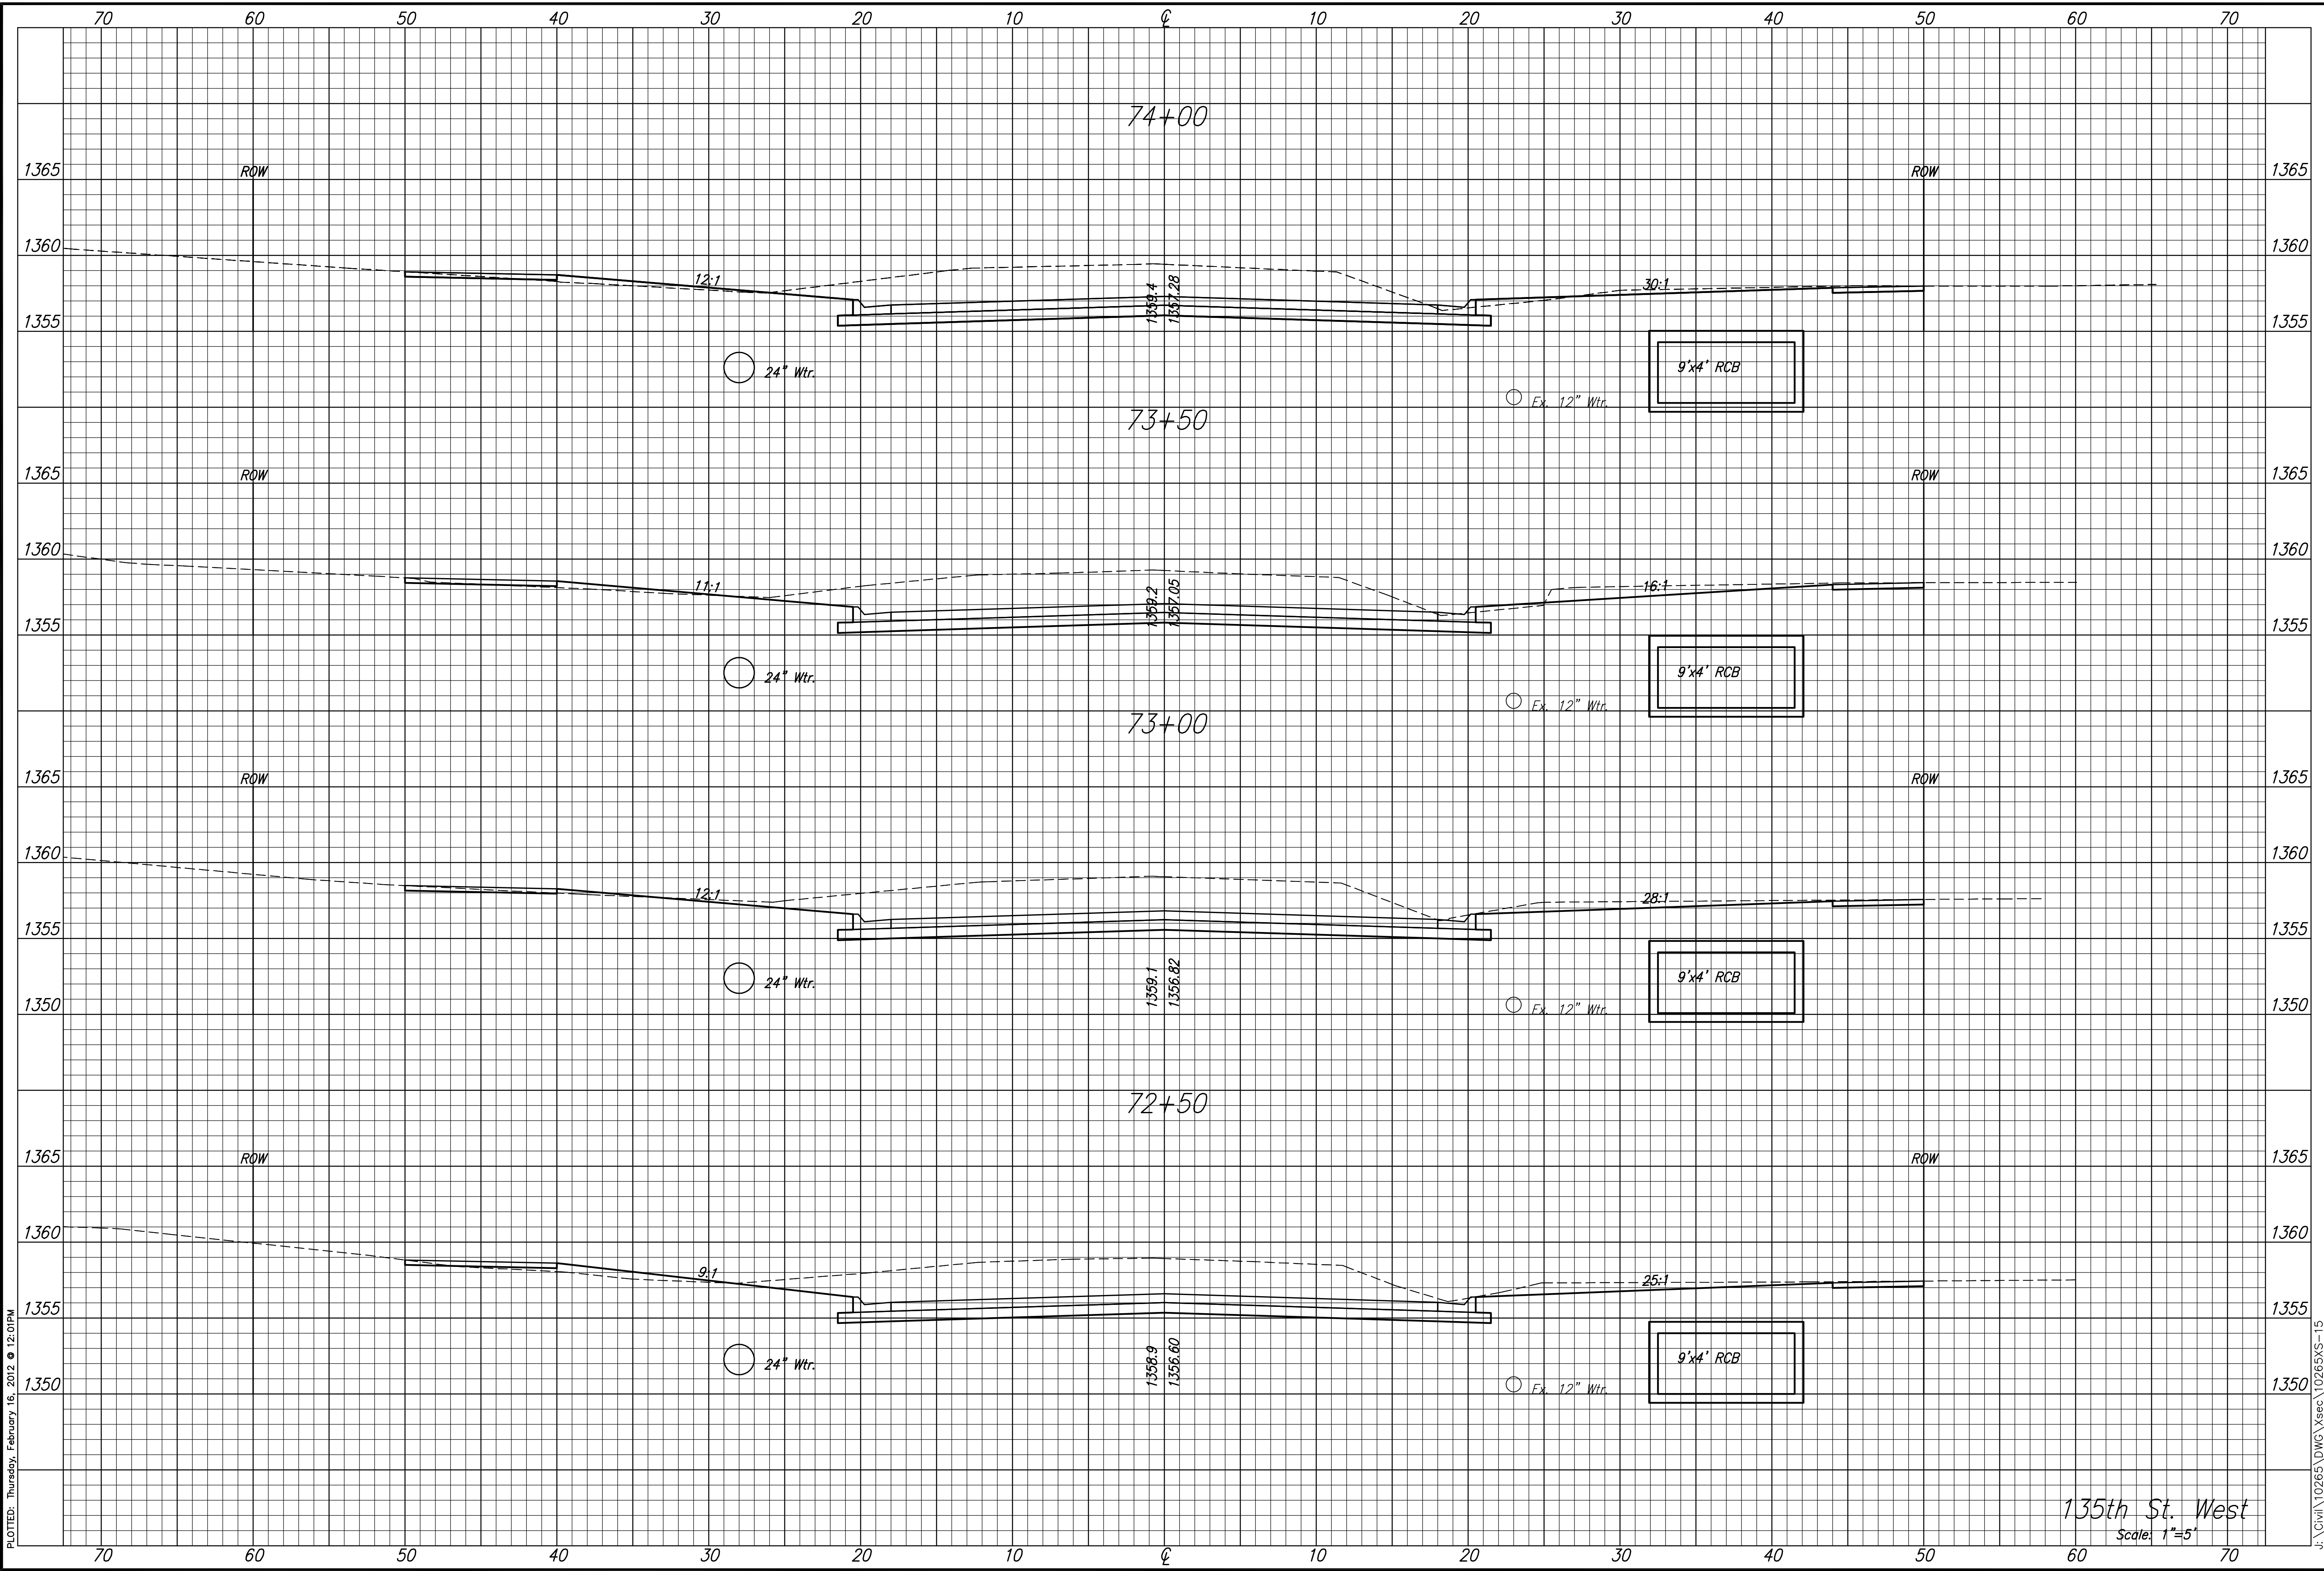 70 60 50 40 30 20 10 ℄ 10 20 30 40 50 60 70
74+00
1365 ROW ROW 1365
1360 1360
12:1 1359.4 1357.28 30:1
1355 1355
24" Wtr. 9'x4' RCB
Ex. 12" Wtr.
73+50
1365 ROW ROW 1365
1360 1360
11:1 1359.2 1357.05 16:1
1355 1355
24" Wtr. 9'x4' RCB
Ex. 12" Wtr.
73+00
1365 ROW ROW 1365
1360 1360
12:1 28:1
1355 1355
24" Wtr. 1359.1 1356.82 9'x4' RCB
1350 Ex. 12" Wtr. 1350
72+50
1365 ROW ROW 1365
1360 1360
9:1 25:1
1355 1355
24" Wtr. 1358.9 1356.60 9'x4' RCB
1350 Ex. 12" Wtr. 1350
135th St. West
Scale: 1"=5'
70 60 50 40 30 20 10 ℄ 10 20 30 40 50 60 70
PLOTTED: Thursday, February 16, 2012 @ 12:01PM
J:\Civil\10265\DWG\Xsec\10265XS-15